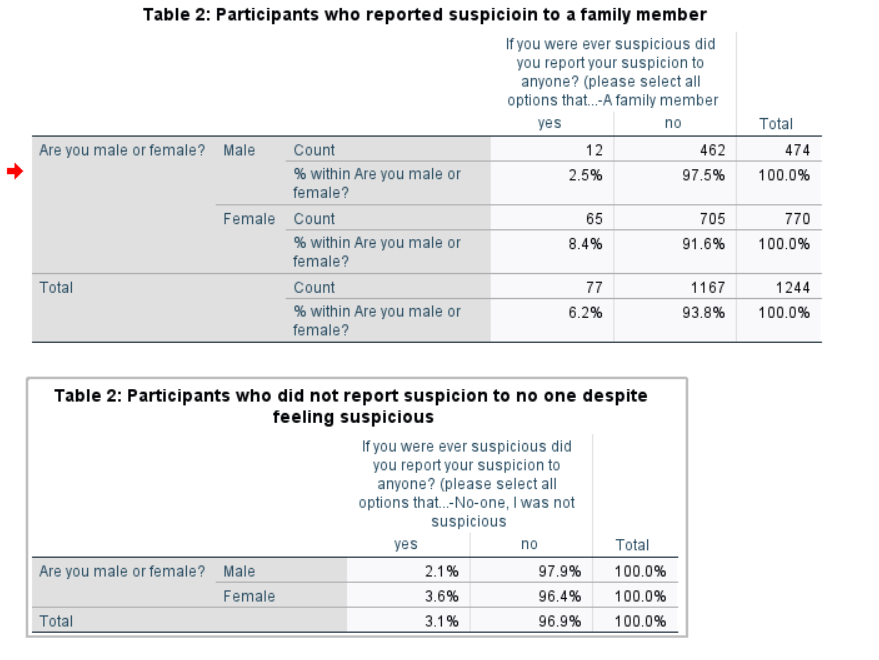 Table 2: Participants who reported suspicioin to a family member
If you were ever suspicious did
you report your suspicion to
anyone? (please select all
options that...-A family member
yes no Total
Are you male or female? Male Count 12 462 474
% within Are you male or 2.5% 97.5% 100.0%
female?
Female Count 65 705 770
% within Are you male or 8.4% 91.6% 100.0%
female?
Total Count 77 1167 1244
% within Are you male or 6.2% 93.8% 100.0%
female?
Table 2: Participants who did not report suspicion to no one despite
feeling suspicious
If you were ever suspicious did
you report your suspicion to
anyone? (please select all
options that...-No-one, I was not
suspicious
yes no Total
Are you male or female? Male 2.1% 97.9% 100.0%
Female 3.6% 96.4% 100.0%
Total 3.1% 96.9% 100.0%